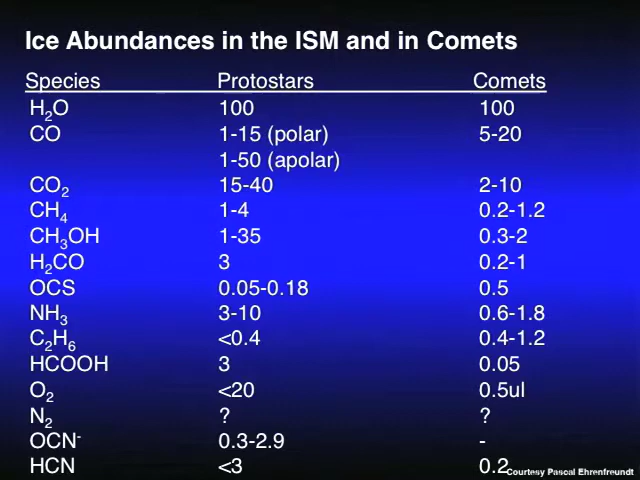 Ice Abundances in the ISM and in Comets
Species Protostars Comets
H₂O 100 100
CO 1-15 (polar) 5-20
1-50 (apolar)
CO₂ 15-40 2-10
CH₄ 1-4 0.2-1.2
CH₃OH 1-35 0.3-2
H₂CO 3 0.2-1
OCS 0.05-0.18 0.5
NH₃ 3-10 0.6-1.8
C₂H₆ <0.4 0.4-1.2
HCOOH 3 0.05
O₂ <20 0.5ul
N₂ ? ?
OCN⁻ 0.3-2.9 -
HCN <3 0.2
Courtesy Pascal Ehrenfreundt